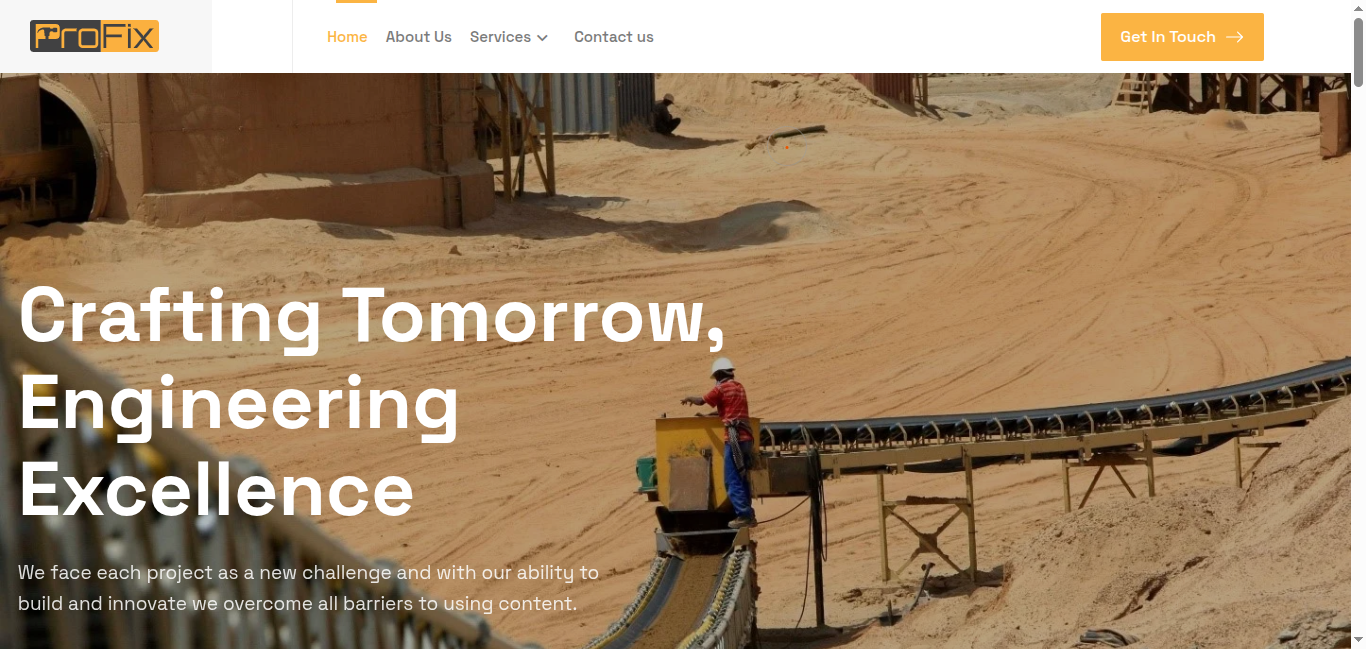 ProFix
Home About Us Services Contact us
Get In Touch
Crafting Tomorrow,
Engineering
Excellence
We face each project as a new challenge and with our ability to
build and innovate we overcome all barriers to using content.